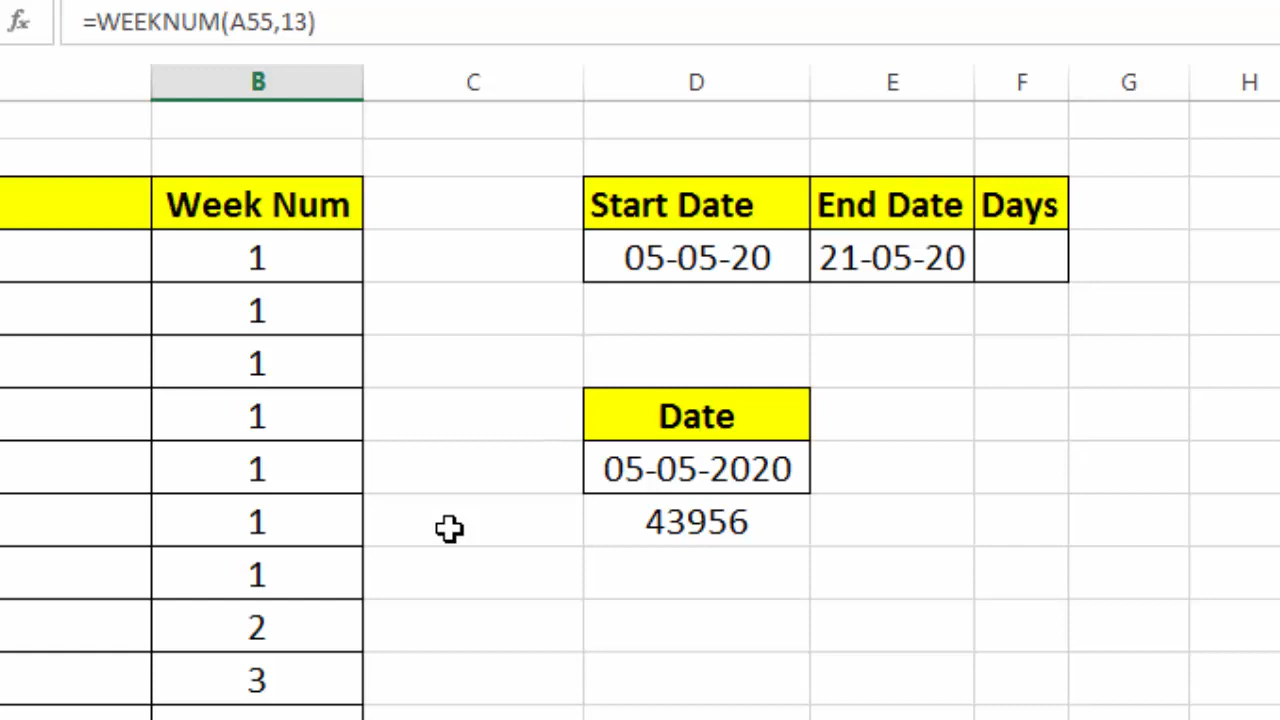 fx =WEEKNUM(A55,13)
B C D E F G H
Week Num Start Date End Date Days
1 05-05-20 21-05-20
1
1
1 Date
1 05-05-2020
1 43956
1
2
3